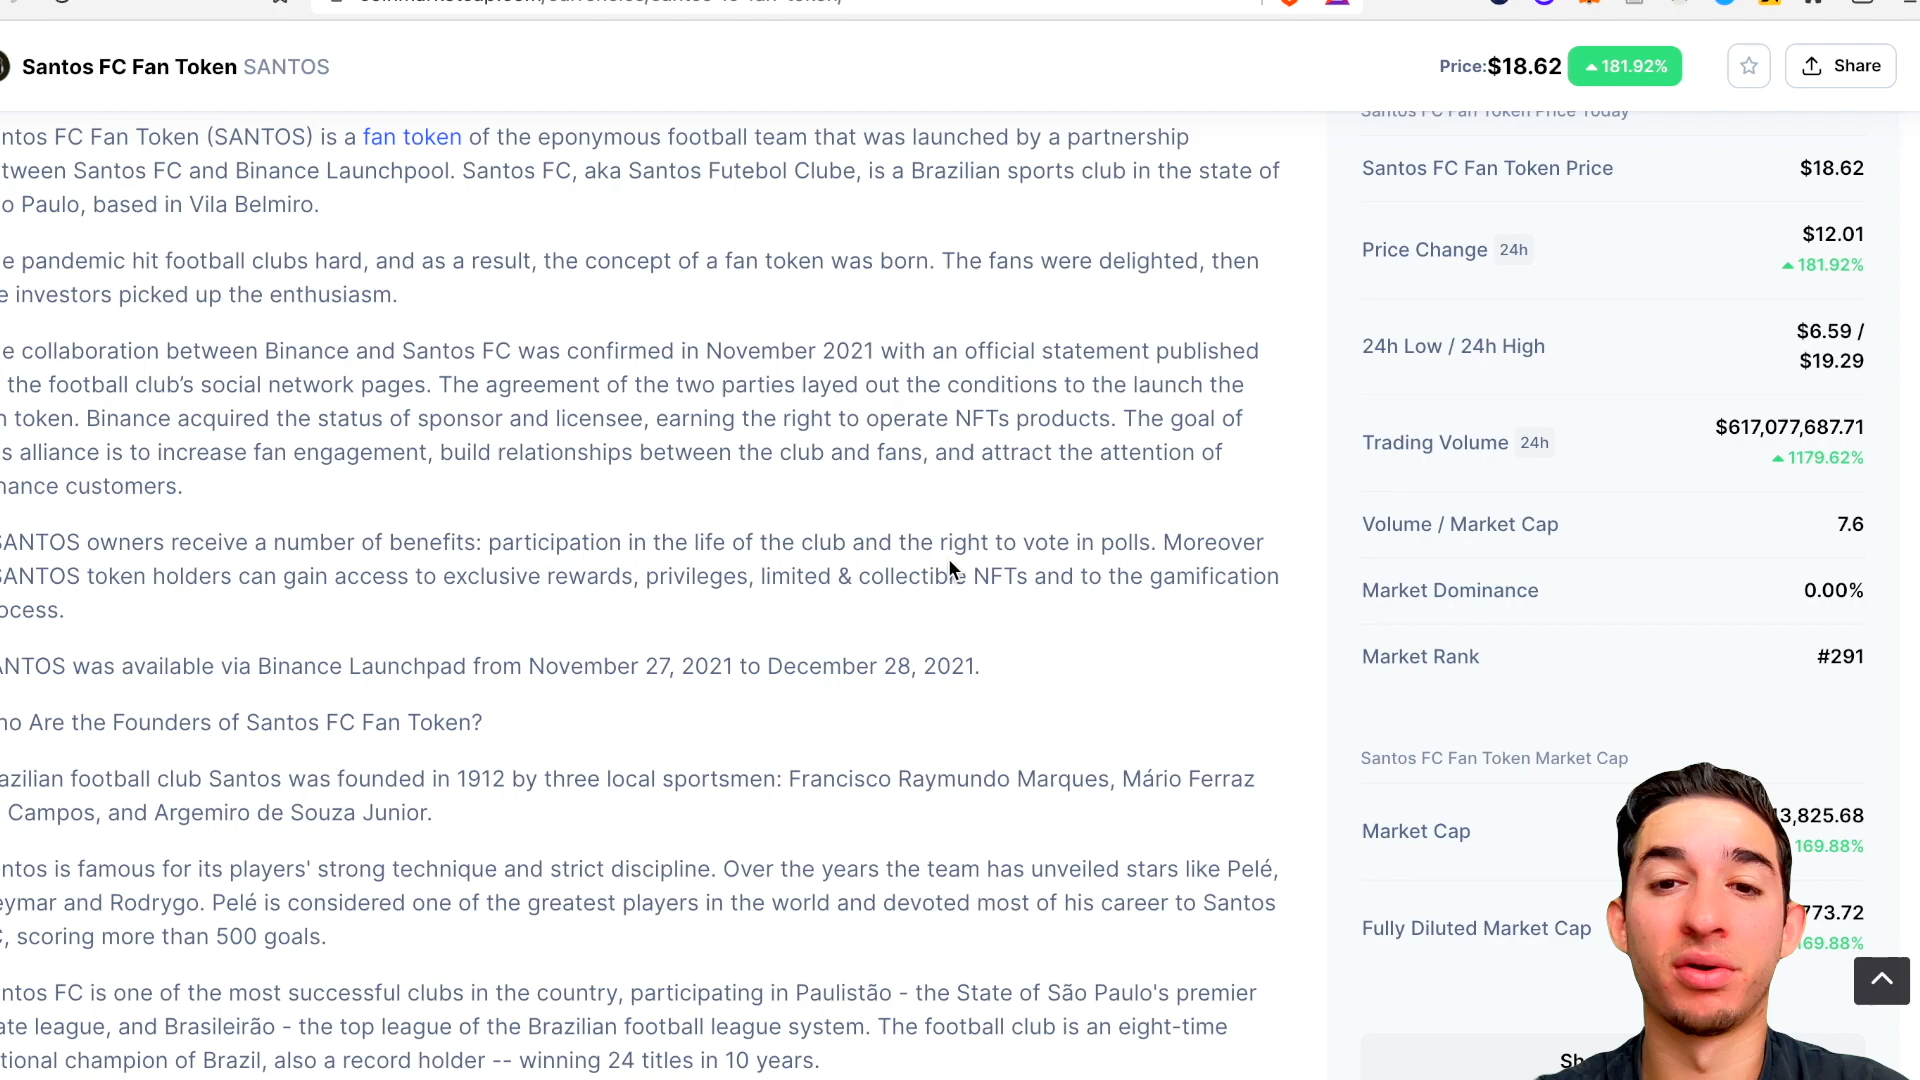 Santos FC Fan Token SANTOS
Price:$18.62
181.92%
Share
Santos FC Fan Token Price Today
ntos FC Fan Token (SANTOS) is a fan token of the eponymous football team that was launched by a partnership
tween Santos FC and Binance Launchpool. Santos FC, aka Santos Futebol Clube, is a Brazilian sports club in the state of
o Paulo, based in Vila Belmiro.
e pandemic hit football clubs hard, and as a result, the concept of a fan token was born. The fans were delighted, then
e investors picked up the enthusiasm.
e collaboration between Binance and Santos FC was confirmed in November 2021 with an official statement published
the football club's social network pages. The agreement of the two parties layed out the conditions to the launch the
n token. Binance acquired the status of sponsor and licensee, earning the right to operate NFTs products. The goal of
s alliance is to increase fan engagement, build relationships between the club and fans, and attract the attention of
nance customers.
SANTOS owners receive a number of benefits: participation in the life of the club and the right to vote in polls. Moreover
SANTOS token holders can gain access to exclusive rewards, privileges, limited & collectible NFTs and to the gamification
ocess.
ANTOS was available via Binance Launchpad from November 27, 2021 to December 28, 2021.
ho Are the Founders of Santos FC Fan Token?
azilian football club Santos was founded in 1912 by three local sportsmen: Francisco Raymundo Marques, Mário Ferraz
Campos, and Argemiro de Souza Junior.
ntos is famous for its players' strong technique and strict discipline. Over the years the team has unveiled stars like Pelé,
eymar and Rodrygo. Pelé is considered one of the greatest players in the world and devoted most of his career to Santos
C, scoring more than 500 goals.
ntos FC is one of the most successful clubs in the country, participating in Paulistão - the State of São Paulo's premier
ate league, and Brasileirão - the top league of the Brazilian football league system. The football club is an eight-time
tional champion of Brazil, also a record holder -- winning 24 titles in 10 years.
Santos FC Fan Token Price $18.62
Price Change 24h $12.01
181.92%
24h Low / 24h High $6.59 /
$19.29
Trading Volume 24h $617,077,687.71
1179.62%
Volume / Market Cap 7.6
Market Dominance 0.00%
Market Rank #291
Santos FC Fan Token Market Cap
Market Cap 3,825.68
169.88%
Fully Diluted Market Cap 773.72
169.88%
Sh